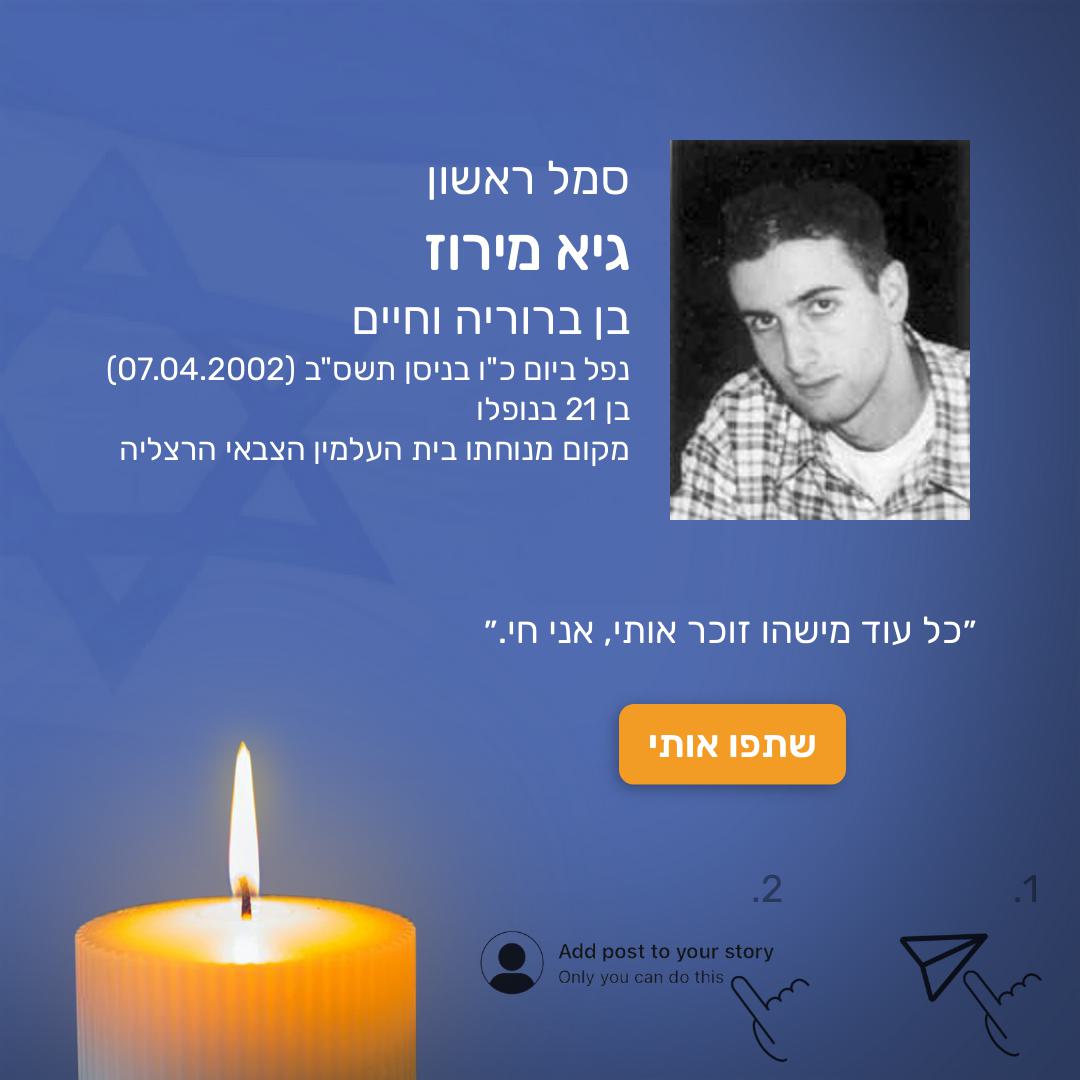 סמל ראשון
גיא מירוז
בן ברוריה וחיים
נפל ביום כ"ו בניסן תשס"ב (07.04.2002)
בן 21 בנופלו
מקום מנוחתו בית העלמין הצבאי הרצליה
״כל עוד מישהו זוכר אותי, אני חי.״
שתפו אותי
1.
2.
Add post to your story
Only you can do this